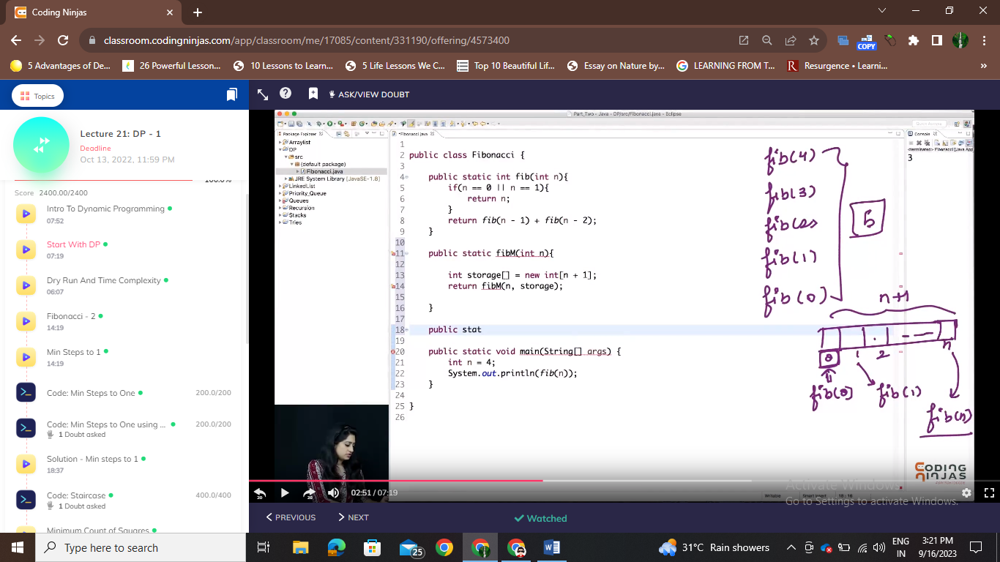 Coding Ninjas
classroom.codingninjas.com/app/classroom/me/17085/content/331190/offering/4573400
COPY
5 Advantages of De...
26 Powerful Lesson...
10 Lessons to Learn...
5 Life Lessons We C...
Top 10 Beautiful Lif...
Essay on Nature by...
LEARNING FROM T...
Resurgence • Learni...
»
Topics
ASK/VIEW DOUBT
Lecture 21: DP - 1
Deadline
Oct 13, 2022, 11:59 PM
100.0%
Score 2400.00/2400
Intro To Dynamic Programming
07:52
Start With DP
07:19
Dry Run And Time Complexity
06:07
Fibonacci - 2
14:19
Min Steps to 1
14:19
Code: Min Steps to One
200.0/200
Code: Min Steps to One using ...
200.0/200
1 Doubt asked
Solution - Min steps to 1
18:37
Code: Staircase
400.0/400
1 Doubt asked
Minimum Count of Squares
Part_Two - Java - DP/src/Fibonacci.java - Eclipse
Quick Access
Package Explorer
Arraylist
DP
src
(default package)
Fibonacci.java
JRE System Library [JavaSE-1.8]
LinkedList
Priority_Queue
Queues
Recursion
Stacks
Tries
*Fibonacci.java
1
2 public class Fibonacci {
3
4 public static int fib(int n){
5 if(n == 0 || n == 1){
6 return n;
7 }
8 return fib(n - 1) + fib(n - 2);
9 }
10
11 public static fibM(int n){
12
13 int storage[] = new int[n + 1];
14 return fibM(n, storage);
15
16 }
17
18 public stat
19
20 public static void main(String[] args) {
21 int n = 4;
22 System.out.println(fib(n));
23 }
24
25 }
26
Console
<terminated> Fibonacci [Java App
3
fib(4)
fib(3)
fib(2)
fib(1)
fib(0)
5
n+1
0 1 2 n
fib(0)
fib(1)
fib(n)
CODING
NINJAS
Writable
Smart Insert
18 : 16
02:51 / 07:19
Activate Windows
Go to Settings to activate Windows.
PREVIOUS
NEXT
Watched
Type here to search
25
31°C Rain showers
ENG
IN
3:21 PM
9/16/2023